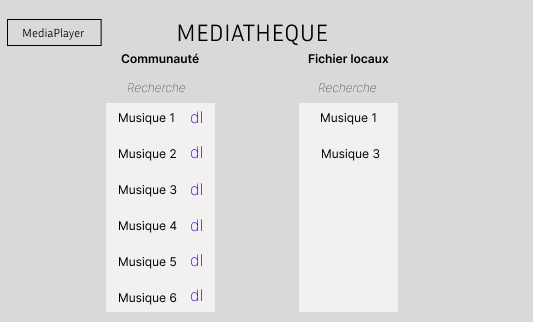 MediaPlayer
MEDIATHEQUE
Communauté
Recherche
Musique 1 dl
Musique 2 dl
Musique 3 dl
Musique 4 dl
Musique 5 dl
Musique 6 dl
Fichier locaux
Recherche
Musique 1
Musique 3